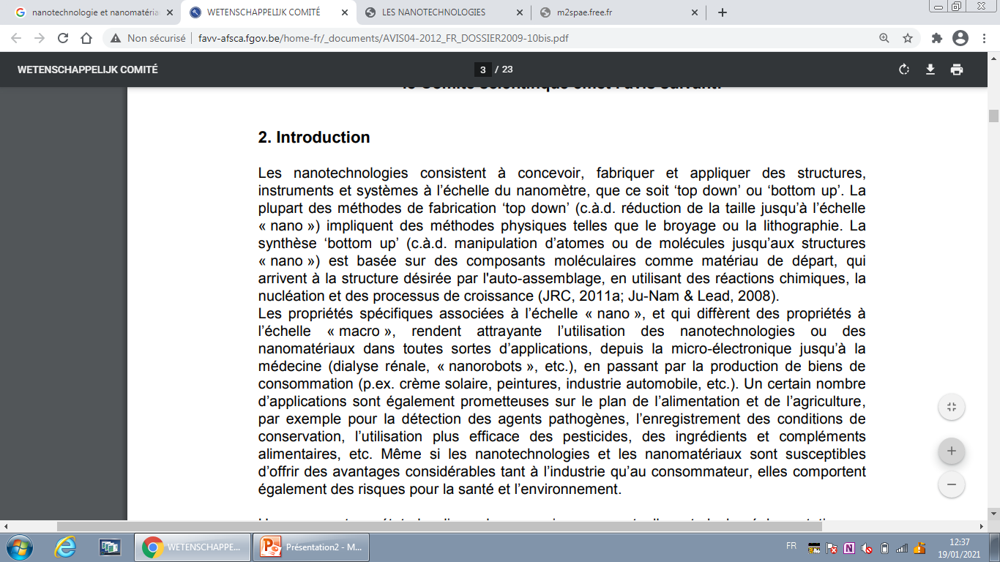 nanotechnologie et nanomatéria
WETENSCHAPPELIJK COMITÉ
LES NANOTECHNOLOGIES
m2spae.free.fr
Non sécurisé
favv-afsca.fgov.be/home-fr/_documents/AVIS04-2012_FR_DOSSIER2009-10bis.pdf
WETENSCHAPPELIJK COMITÉ
3 / 23
le Comité scientifique émet l'avis suivant:
2. Introduction
Les nanotechnologies consistent à concevoir, fabriquer et appliquer des structures,
instruments et systèmes à l’échelle du nanomètre, que ce soit ‘top down’ ou ‘bottom up’. La
plupart des méthodes de fabrication ‘top down’ (c.à.d. réduction de la taille jusqu’à l’échelle
« nano ») impliquent des méthodes physiques telles que le broyage ou la lithographie. La
synthèse ‘bottom up’ (c.à.d. manipulation d’atomes ou de molécules jusqu’aux structures
« nano ») est basée sur des composants moléculaires comme matériau de départ, qui
arrivent à la structure désirée par l'auto-assemblage, en utilisant des réactions chimiques, la
nucléation et des processus de croissance (JRC, 2011a; Ju-Nam & Lead, 2008).
Les propriétés spécifiques associées à l’échelle « nano », et qui diffèrent des propriétés à
l’échelle « macro », rendent attrayante l’utilisation des nanotechnologies ou des
nanomatériaux dans toutes sortes d’applications, depuis la micro-électronique jusqu’à la
médecine (dialyse rénale, « nanorobots », etc.), en passant par la production de biens de
consommation (p.ex. crème solaire, peintures, industrie automobile, etc.). Un certain nombre
d’applications sont également prometteuses sur le plan de l’alimentation et de l’agriculture,
par exemple pour la détection des agents pathogènes, l’enregistrement des conditions de
conservation, l’utilisation plus efficace des pesticides, des ingrédients et compléments
alimentaires, etc. Même si les nanotechnologies et les nanomatériaux sont susceptibles
d’offrir des avantages considérables tant à l’industrie qu’au consommateur, elles comportent
également des risques pour la santé et l’environnement.
WETENSCHAPPE...
Présentation2 - M...
FR
12:37
19/01/2021